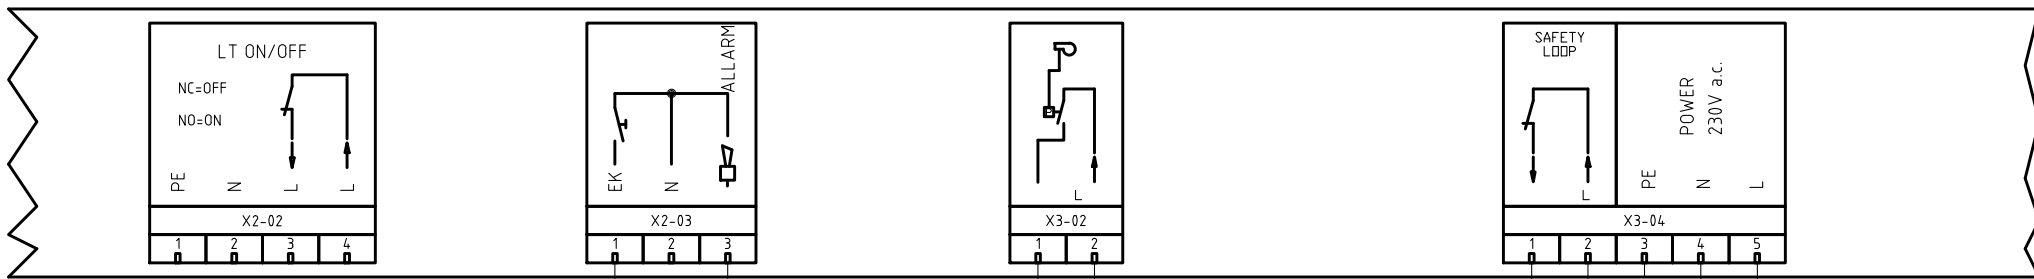 LT ON/OFF
NC=OFF
NO=ON
PE N L L
X2-02
1 2 3 4
ALLARM
EK N
X2-03
1 2 3
L
X3-02
1 2
SAFETY
LOOP
L
POWER
230V a.c.
PE N L
X3-04
1 2 3 4 5